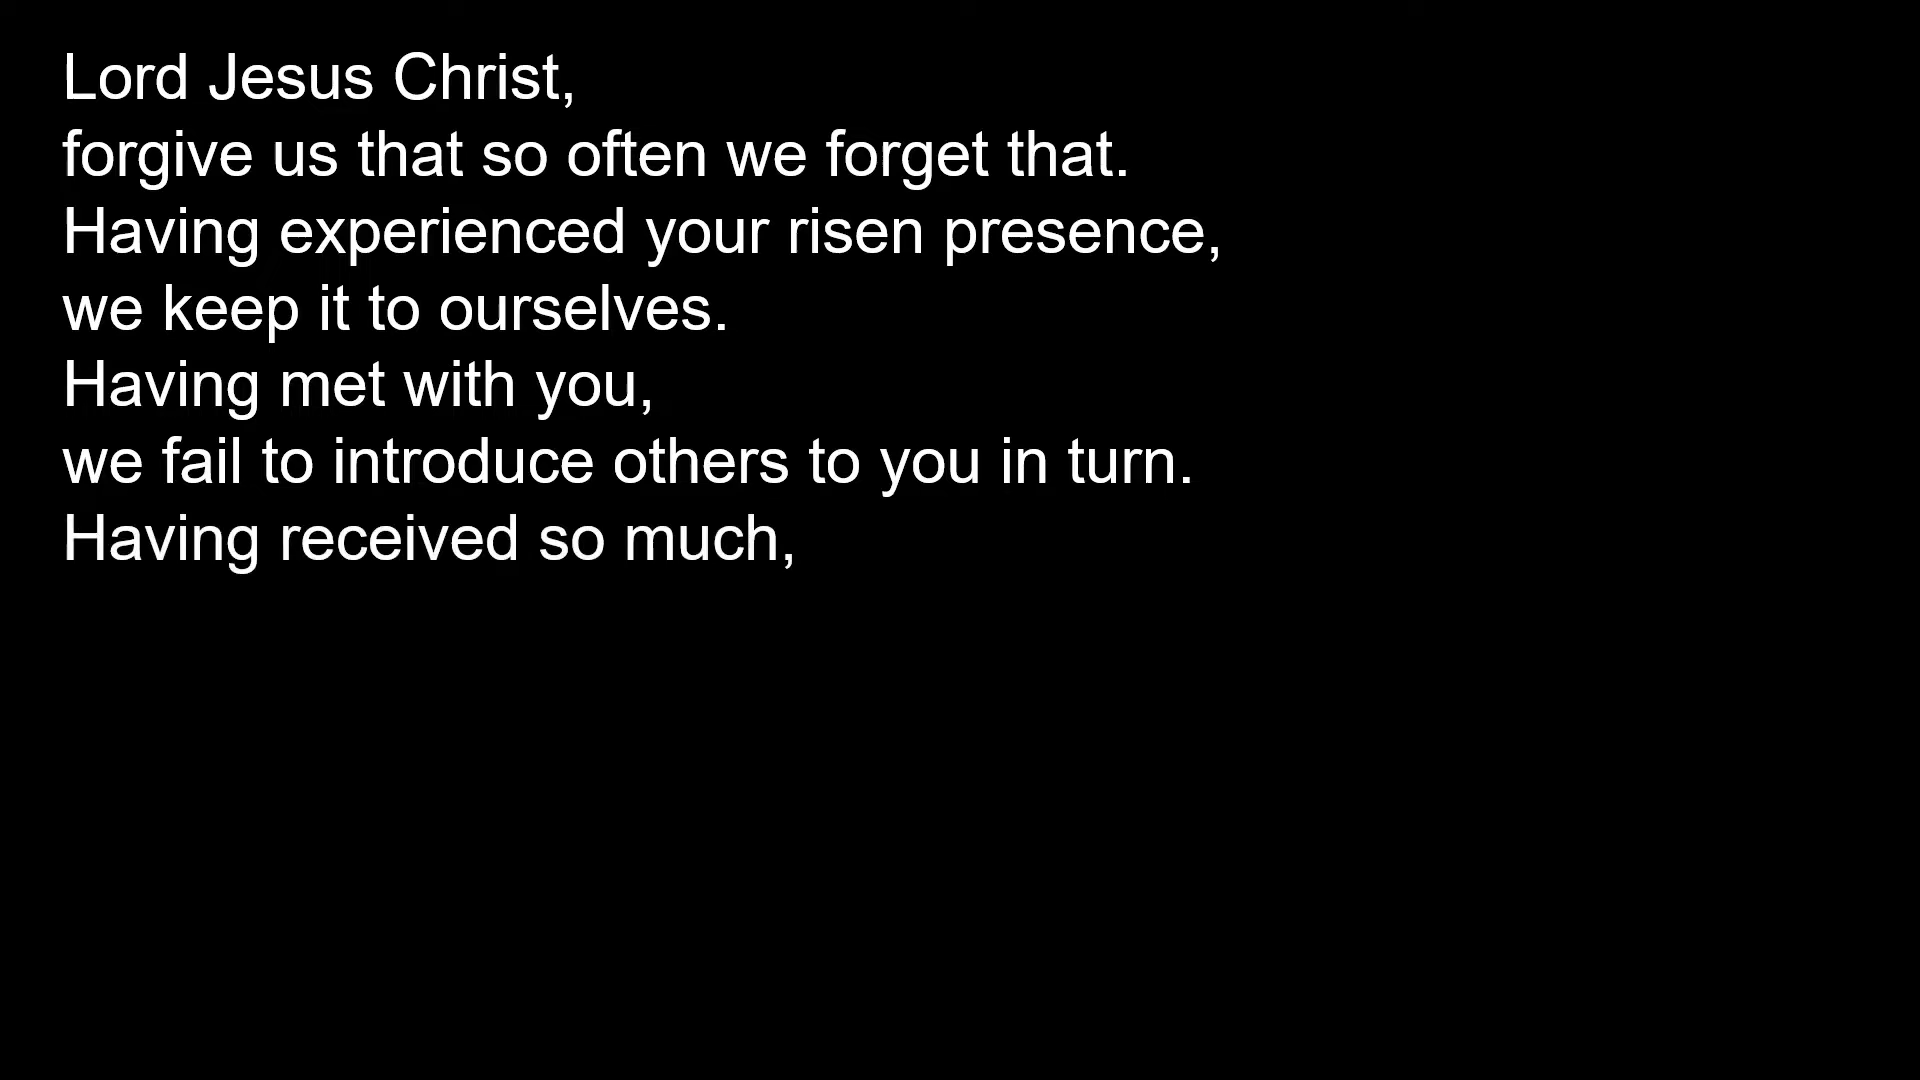 Lord Jesus Christ,
forgive us that so often we forget that.
Having experienced your risen presence,
we keep it to ourselves.
Having met with you,
we fail to introduce others to you in turn.
Having received so much,